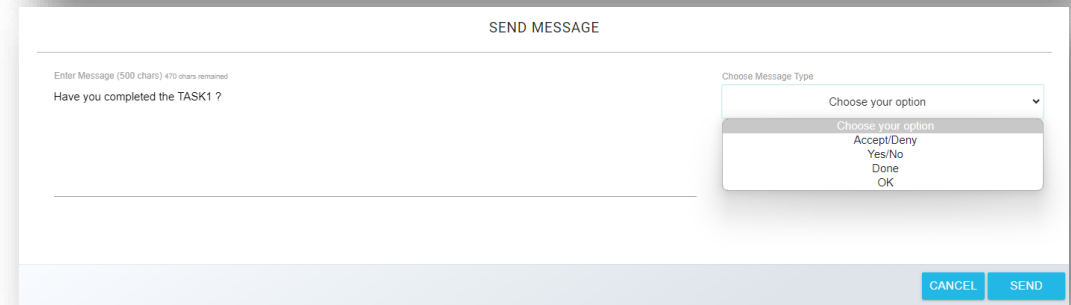 SEND MESSAGE
Enter Message (500 chars) 470 chars remained
Have you completed the TASK1 ?
Choose Message Type
Choose your option
Choose your option
Accept/Deny
Yes/No
Done
OK
CANCEL
SEND